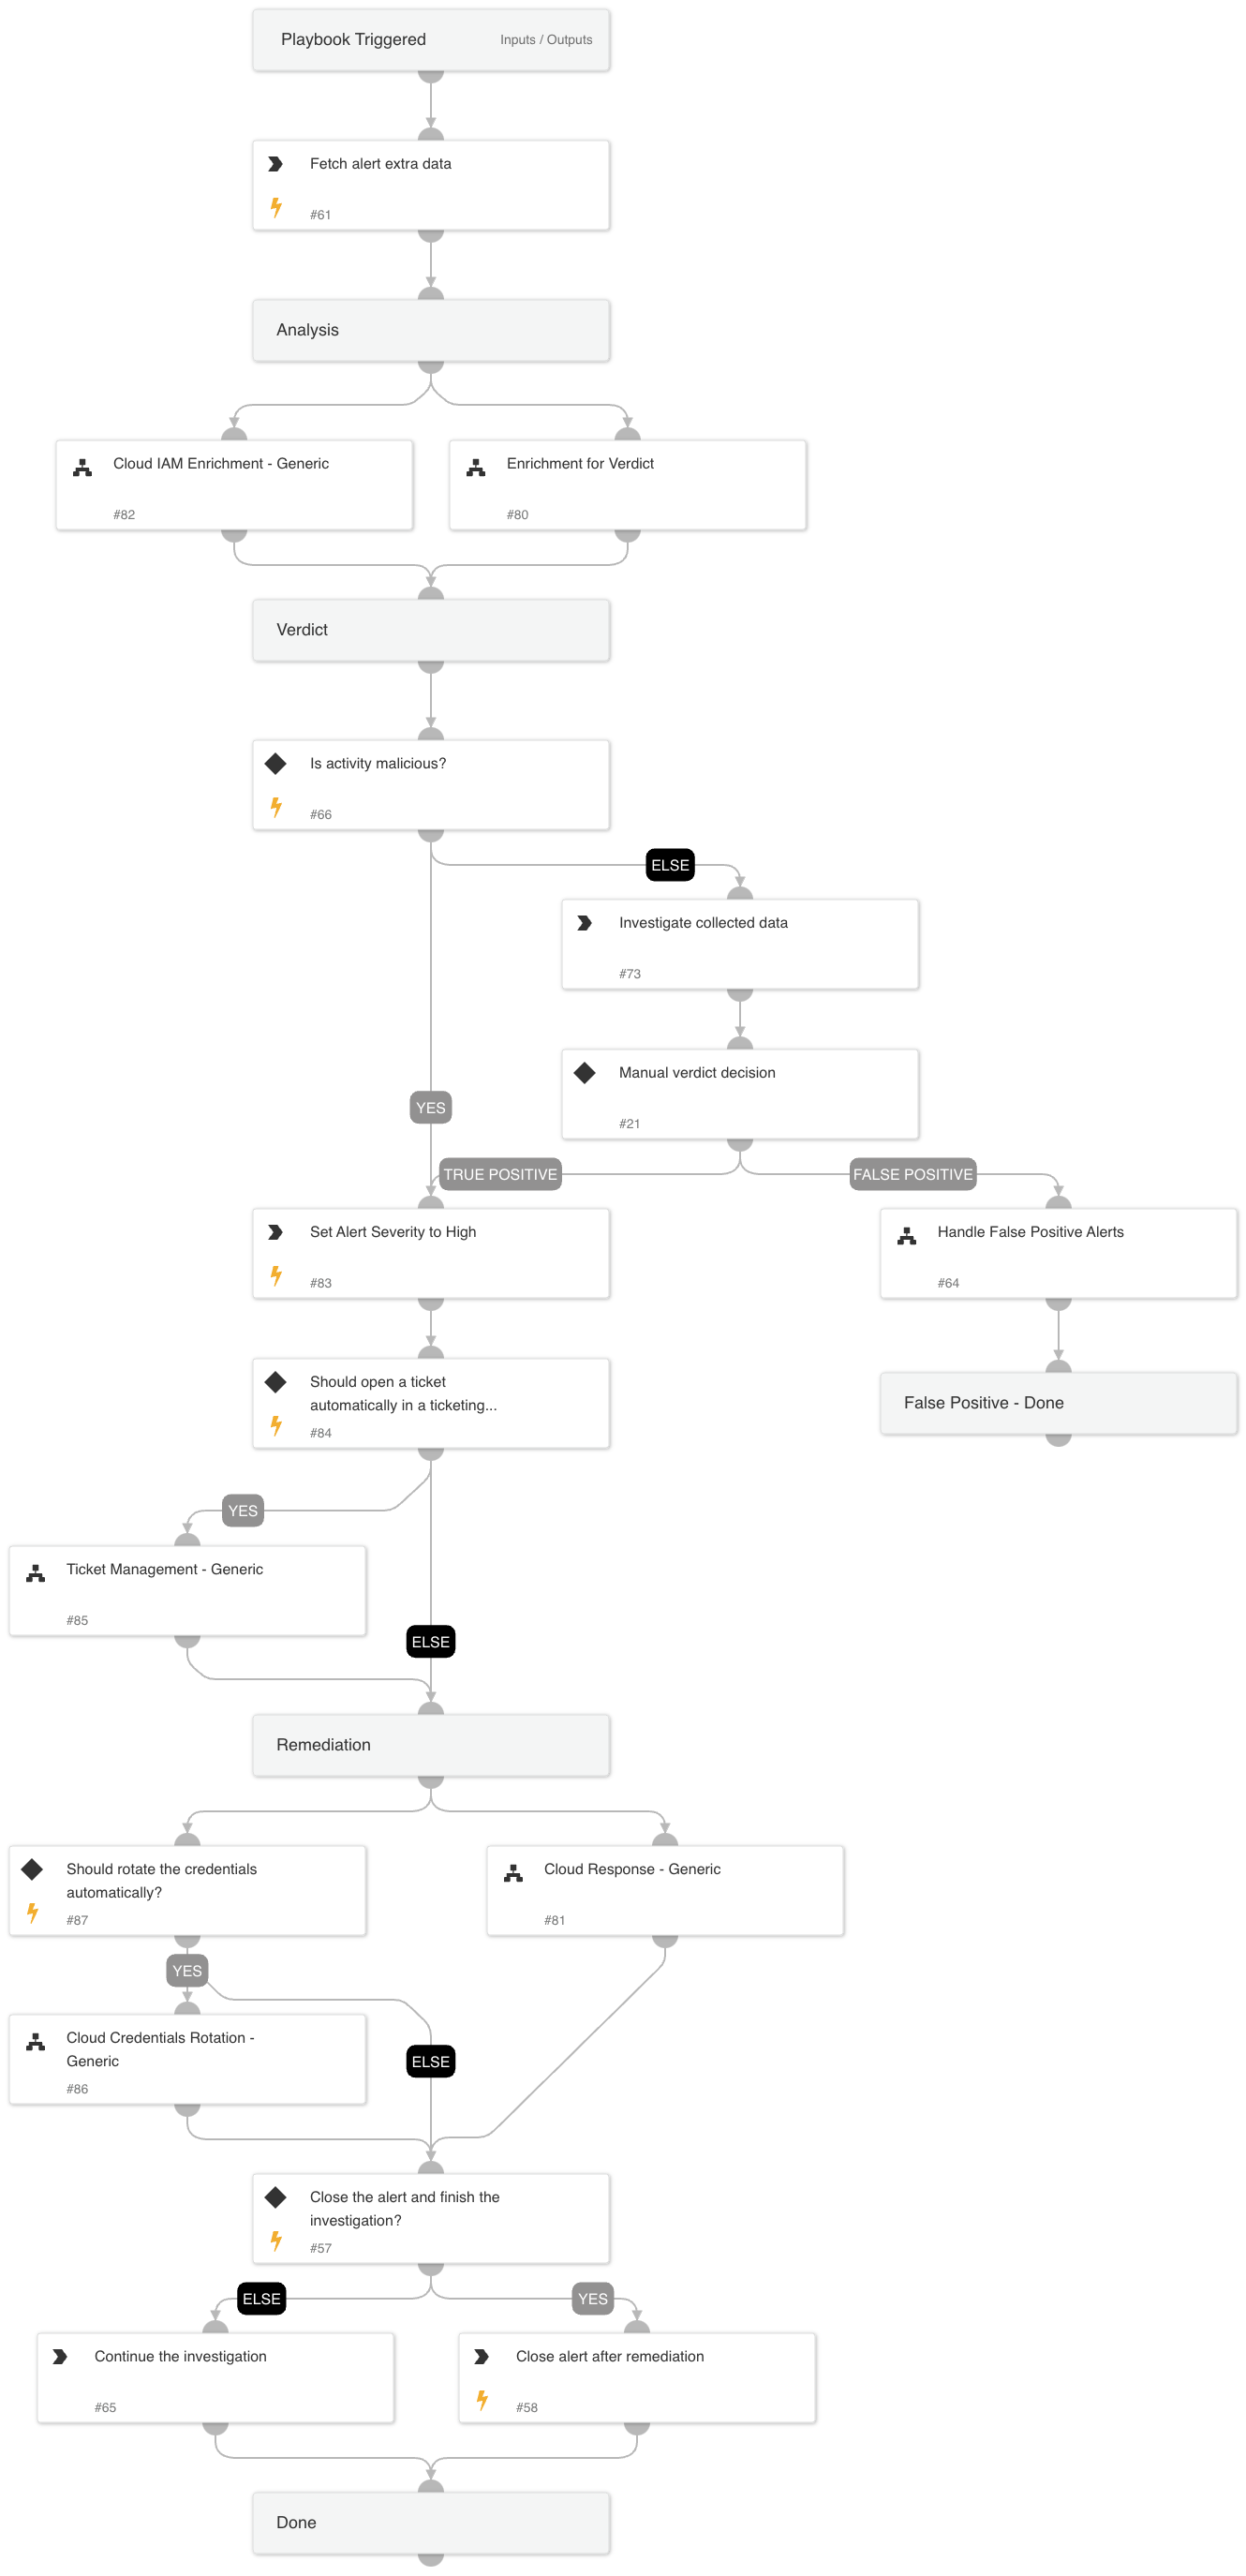 Playbook Triggered Inputs / Outputs
Fetch alert extra data
#61
Analysis
Cloud IAM Enrichment - Generic
#82
Enrichment for Verdict
#80
Verdict
Is activity malicious?
#66
ELSE
Investigate collected data
#73
Manual verdict decision
#21
YES
TRUE POSITIVE
FALSE POSITIVE
Set Alert Severity to High
#83
Handle False Positive Alerts
#64
Should open a ticket
automatically in a ticketing...
#84
False Positive - Done
YES
Ticket Management - Generic
#85
ELSE
Remediation
Should rotate the credentials
automatically?
#87
Cloud Response - Generic
#81
YES
Cloud Credentials Rotation -
Generic
#86
ELSE
Close the alert and finish the
investigation?
#57
ELSE
YES
Continue the investigation
#65
Close alert after remediation
#58
Done